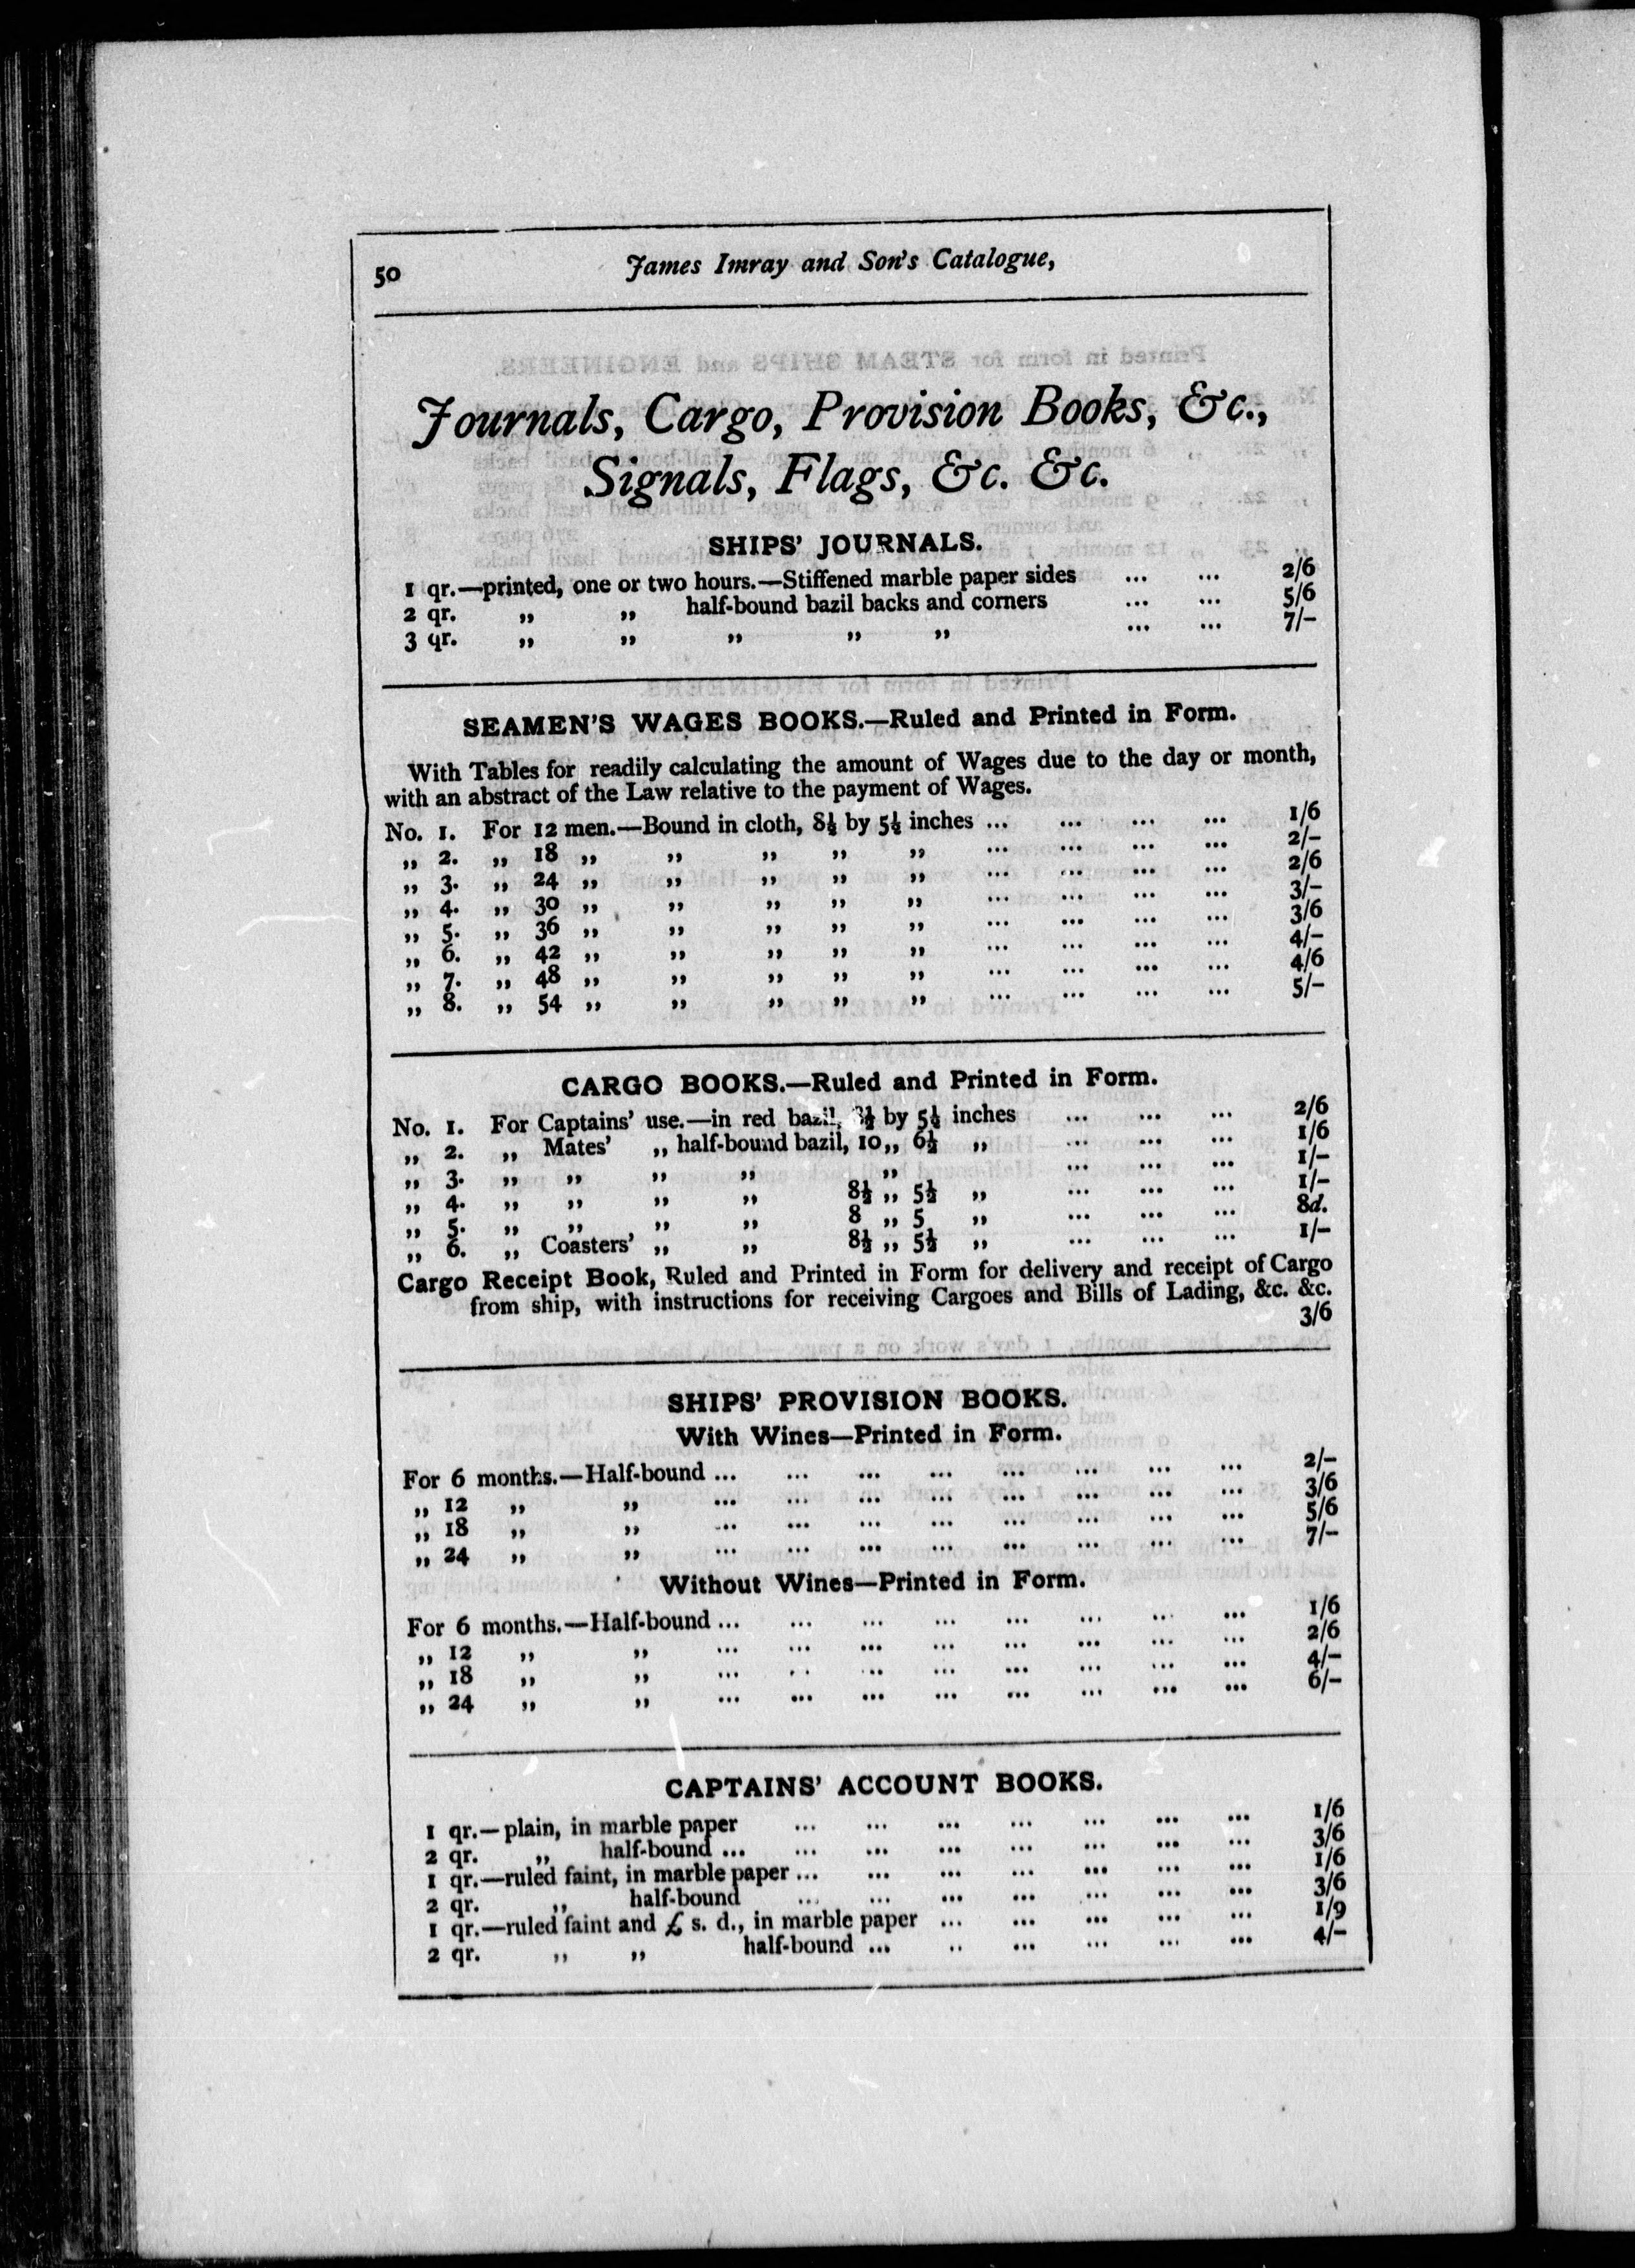 50
James Imray and Son's Catalogue,
Journals, Cargo, Provision Books, &c.,
Signals, Flags, &c. &c.
SHIPS' JOURNALS.
1 qr.—printed, one or two hours.—Stiffened marble paper sides ... ... 2/6
2 qr. „ „ half-bound bazil backs and corners ... ... 5/6
3 qr. „ „ „ „ „ ... ... 7/–
SEAMEN'S WAGES BOOKS.—Ruled and Printed in Form.
With Tables for readily calculating the amount of Wages due to the day or month,
with an abstract of the Law relative to the payment of Wages.
No. 1. For 12 men.—Bound in cloth, 8½ by 5½ inches ... ... ... ... 1/6
„ 2. „ 18 „ „ „ „ „ ... ... ... ... 2/–
„ 3. „ 24 „ „ „ „ „ ... ... ... ... 2/6
„ 4. „ 30 „ „ „ „ „ ... ... ... ... 3/–
„ 5. „ 36 „ „ „ „ „ ... ... ... ... 3/6
„ 6. „ 42 „ „ „ „ „ ... ... ... ... 4/–
„ 7. „ 48 „ „ „ „ „ ... ... ... ... 4/6
„ 8. „ 54 „ „ „ „ „ ... ... ... ... 5/–
CARGO BOOKS.—Ruled and Printed in Form.
No. 1. For Captains' use.—in red bazil, 8½ by 5½ inches ... ... ... 2/6
„ 2. „ Mates' „ half-bound bazil, 10 „ 6½ „ ... ... ... 1/6
„ 3. „ „ „ „ „ ... ... ... 1/–
„ 4. „ „ „ „ 8½ „ 5½ „ ... ... ... 1/–
„ 5. „ „ „ „ 8 „ 5 „ ... ... ... 8d.
„ 6. „ Coasters' „ „ 8½ „ 5½ „ ... ... ... 1/–
Cargo Receipt Book, Ruled and Printed in Form for delivery and receipt of Cargo
from ship, with instructions for receiving Cargoes and Bills of Lading, &c. &c.
3/6
SHIPS' PROVISION BOOKS.
With Wines—Printed in Form.
For 6 months.—Half-bound ... ... ... ... ... ... ... ... 2/–
„ 12 „ „ ... ... ... ... ... ... ... ... 3/6
„ 18 „ „ ... ... ... ... ... ... ... ... 5/6
„ 24 „ „ ... ... ... ... ... ... ... ... 7/–
Without Wines—Printed in Form.
For 6 months.—Half-bound ... ... ... ... ... ... ... ... 1/6
„ 12 „ „ ... ... ... ... ... ... ... ... 2/6
„ 18 „ „ ... ... ... ... ... ... ... ... 4/–
„ 24 „ „ ... ... ... ... ... ... ... ... 6/–
CAPTAINS' ACCOUNT BOOKS.
1 qr.—plain, in marble paper ... ... ... ... ... ... ... 1/6
2 qr. „ half-bound ... ... ... ... ... ... ... ... 3/6
1 qr.—ruled faint, in marble paper ... ... ... ... ... ... ... 1/6
2 qr. „ half-bound ... ... ... ... ... ... ... 3/6
1 qr.—ruled faint and £ s. d., in marble paper ... ... ... ... ... 1/9
2 qr. „ „ half-bound ... ... ... ... ... ... 4/–